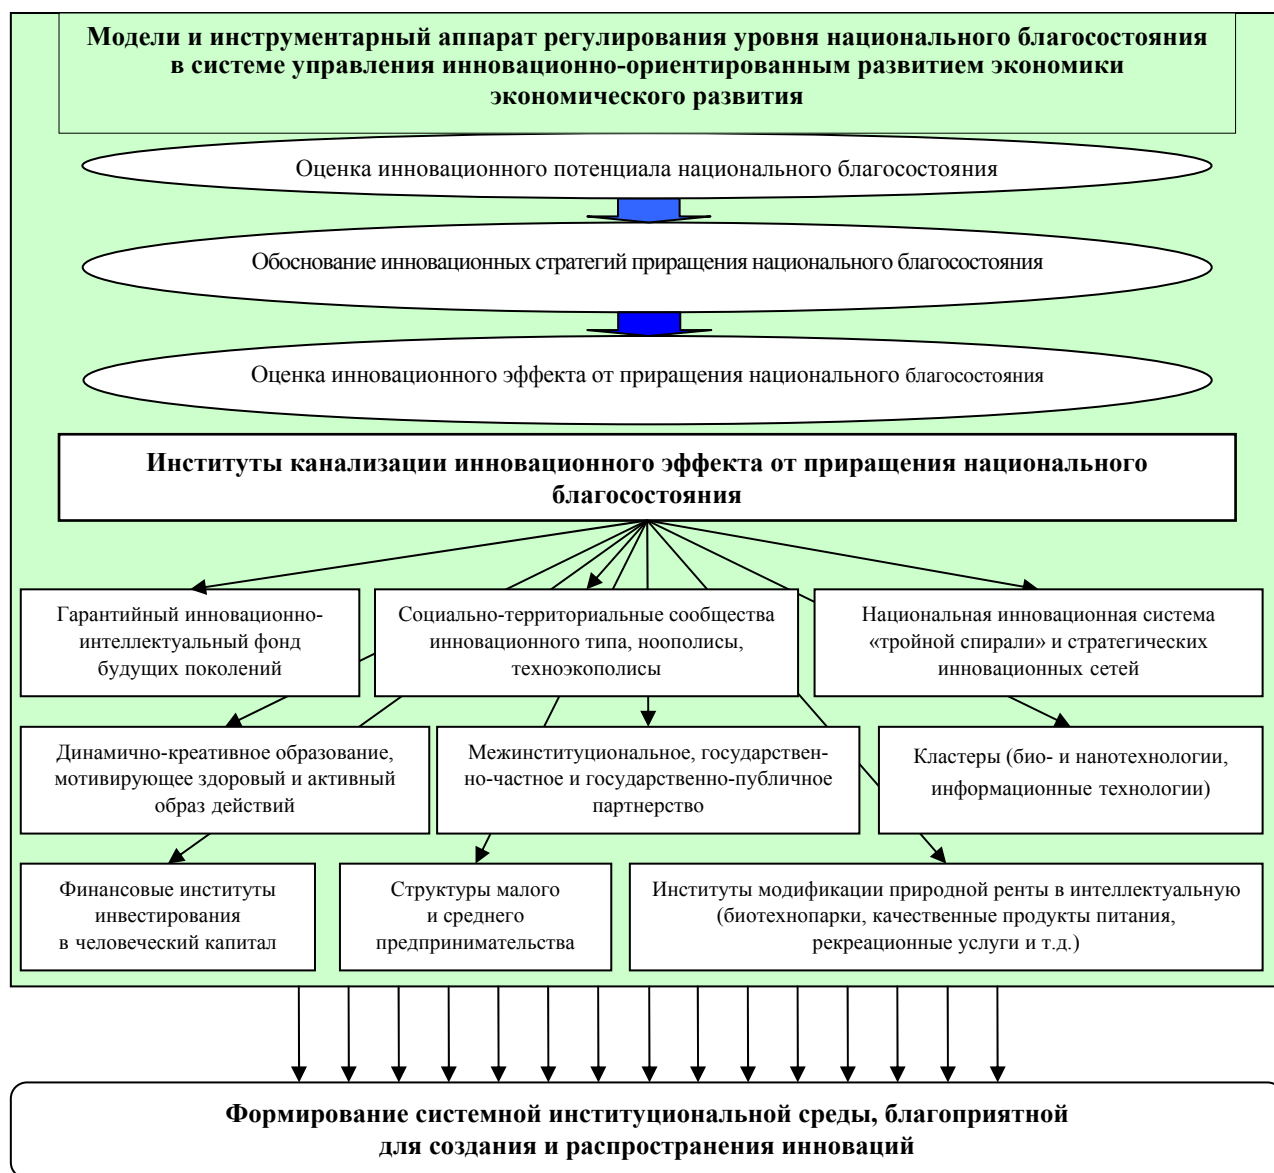 Модели и инструментарный аппарат регулирования уровня национального благосостояния
в системе управления инновационно-ориентированным развитием экономики
экономического развития
Оценка инновационного потенциала национального благосостояния
Обоснование инновационных стратегий приращения национального благосостояния
Оценка инновационного эффекта от приращения национального благосостояния
Институты канализации инновационного эффекта от приращения национального
благосостояния
Гарантийный инновационно-
интеллектуальный фонд
будущих поколений
Социально-территориальные сообщества
инновационного типа, ноополисы,
техноэкополисы
Национальная инновационная система
«тройной спирали» и стратегических
инновационных сетей
Динамично-креативное образование,
мотивирующее здоровый и активный
образ действий
Межинституциональное, государствен-
но-частное и государственно-публичное
партнерство
Кластеры (био- и нанотехнологии,
информационные технологии)
Финансовые институты
инвестирования
в человеческий капитал
Структуры малого
и среднего
предпринимательства
Институты модификации природной ренты в интеллектуальную
(биотехнопарки, качественные продукты питания,
рекреационные услуги и т.д.)
Формирование системной институциональной среды, благоприятной
для создания и распространения инноваций